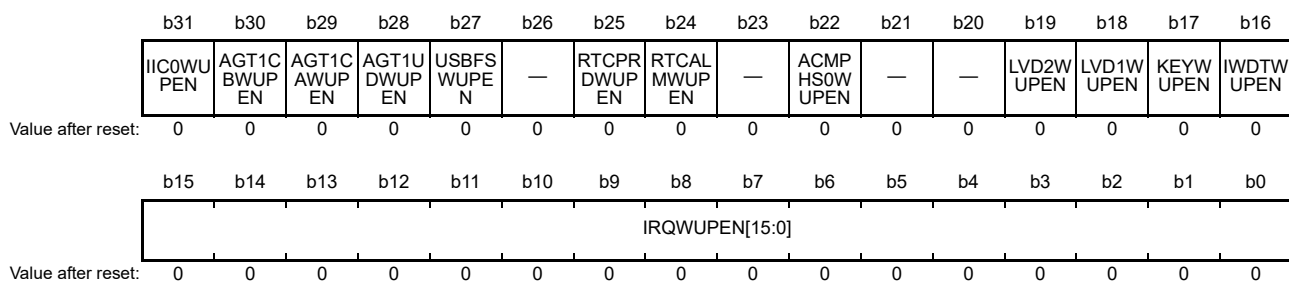 b31 b30 b29 b28 b27 b26 b25 b24 b23 b22 b21 b20 b19 b18 b17 b16
IIC0WU AGT1C AGT1C AGT1U USBFS — RTCPR RTCAL — ACMP — — LVD2W LVD1W KEYW IWDTW
PEN BWUP AWUP DWUP WUPE DWUP MWUP HS0W UPEN UPEN UPEN UPEN
EN EN EN N EN EN UPEN
Value after reset: 0 0 0 0 0 0 0 0 0 0 0 0 0 0 0 0
b15 b14 b13 b12 b11 b10 b9 b8 b7 b6 b5 b4 b3 b2 b1 b0
IRQWUPEN[15:0]
Value after reset: 0 0 0 0 0 0 0 0 0 0 0 0 0 0 0 0